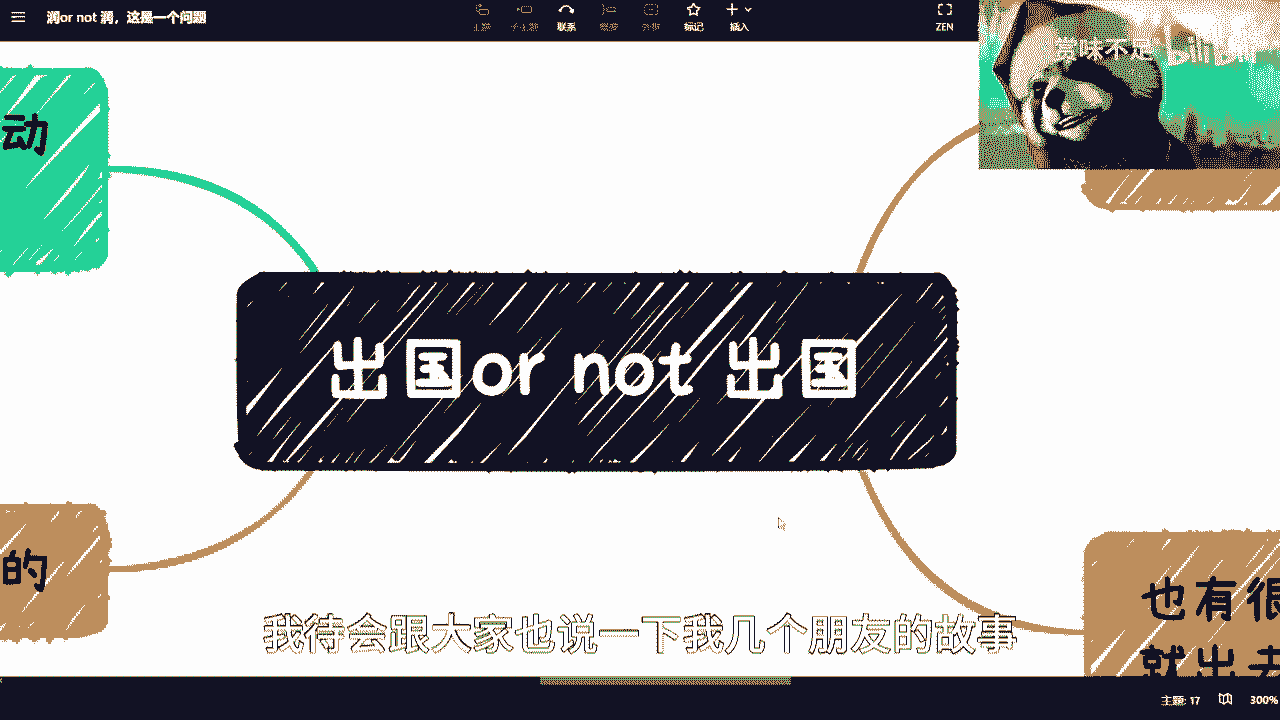 润or not 润，这是一个问题
主题 子主题 联系 概要 外框 标记 插入 ZEN
赏味不足 bilibili
动
出国or not 出国
的
也有很
就出去
我待会跟大家也说一下我几个朋友的故事
主题: 17 300%